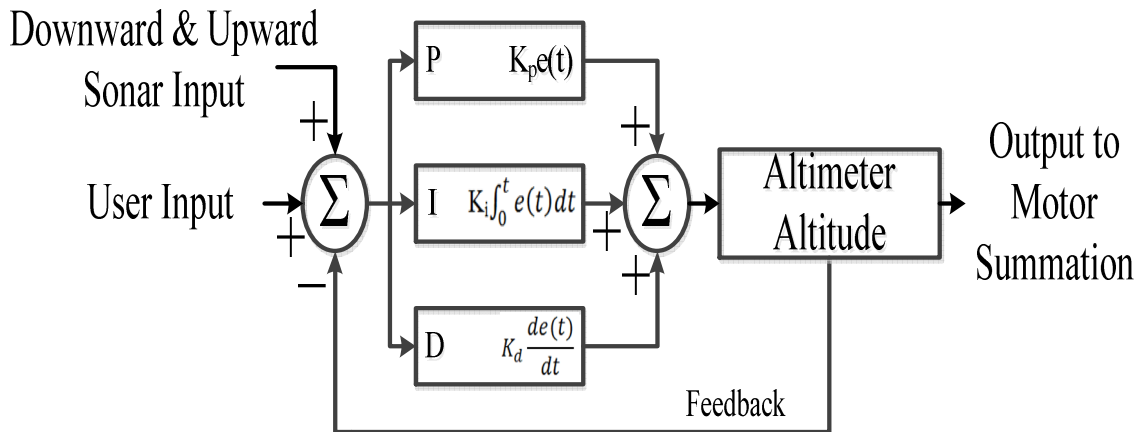 Downward & Upward
Sonar Input
+
User Input
+
−
Σ
P K_p e(t)
I K_i ∫_0^t e(t)dt
D K_d de(t)/dt
+
+
+
Σ
Altimeter
Altitude
Output to
Motor
Summation
Feedback